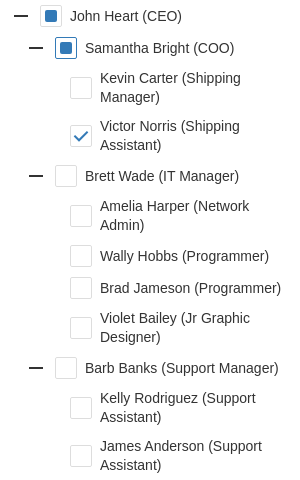 John Heart (CEO)
Samantha Bright (COO)
Kevin Carter (Shipping
Manager)
Victor Norris (Shipping
Assistant)
Brett Wade (IT Manager)
Amelia Harper (Network
Admin)
Wally Hobbs (Programmer)
Brad Jameson (Programmer)
Violet Bailey (Jr Graphic
Designer)
Barb Banks (Support Manager)
Kelly Rodriguez (Support
Assistant)
James Anderson (Support
Assistant)